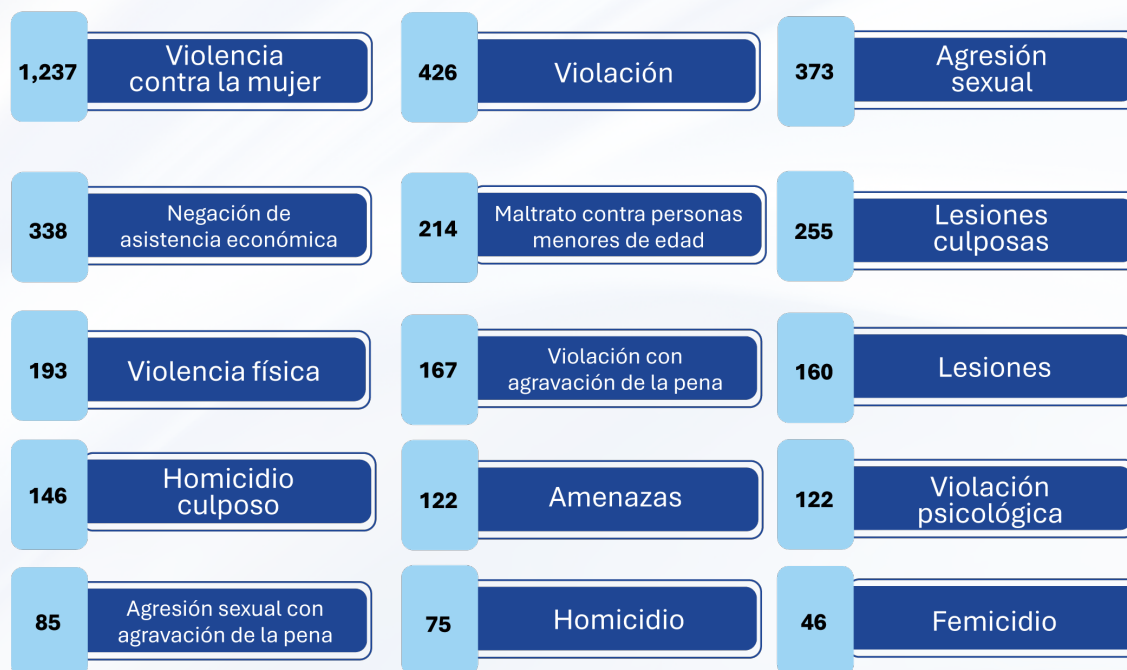 1,237
Violencia
contra la mujer
426
Violación
373
Agresión
sexual
338
Negación de
asistencia económica
214
Maltrato contra personas
menores de edad
255
Lesiones
culposas
193
Violencia física
167
Violación con
agravación de la pena
160
Lesiones
146
Homicidio
culposo
122
Amenazas
122
Violación
psicológica
85
Agresión sexual con
agravación de la pena
75
Homicidio
46
Femicidio